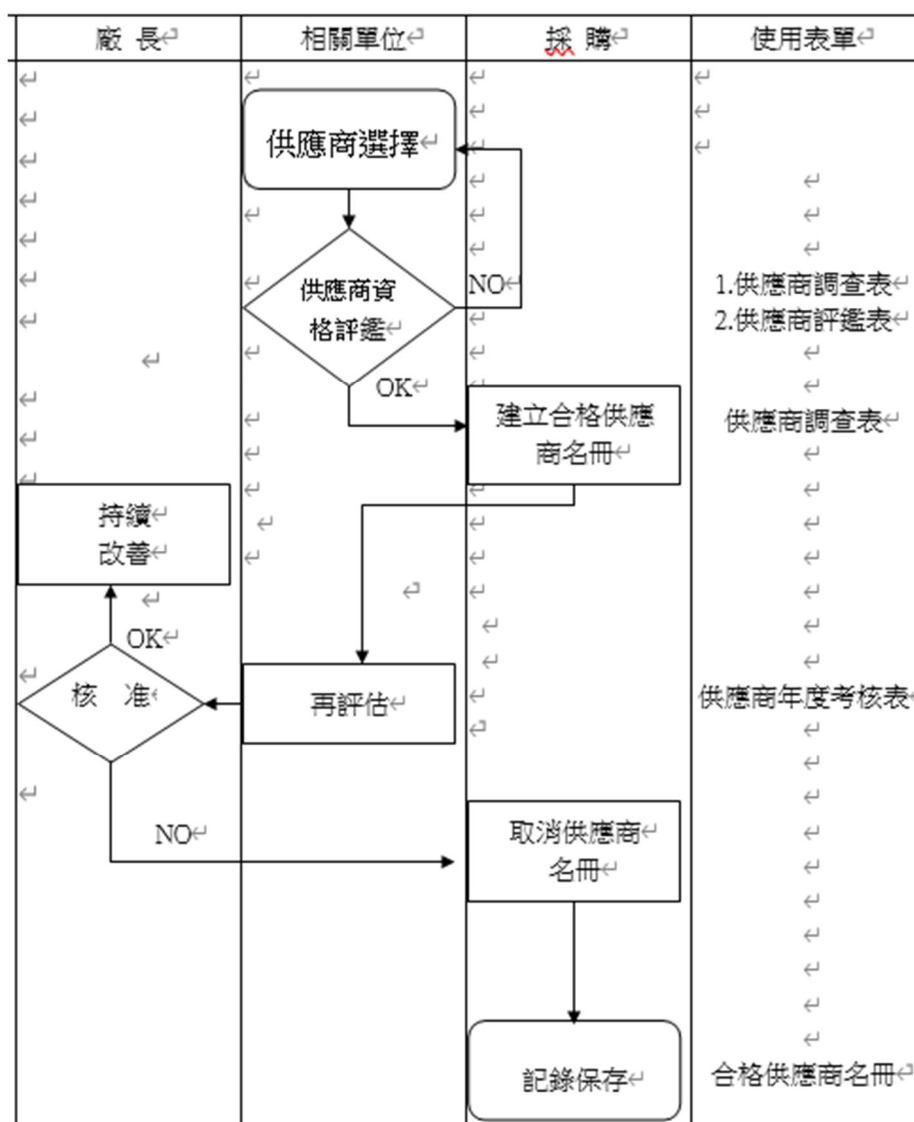 廠 長
相關單位
採 購
使用表單
供應商選擇
供應商資
格評鑑
NO
1.供應商調查表
2.供應商評鑑表
OK
建立合格供應
商名冊
供應商調查表
持續
改善
OK
核 准
再評估
供應商年度考核表
NO
取消供應商
名冊
記錄保存
合格供應商名冊